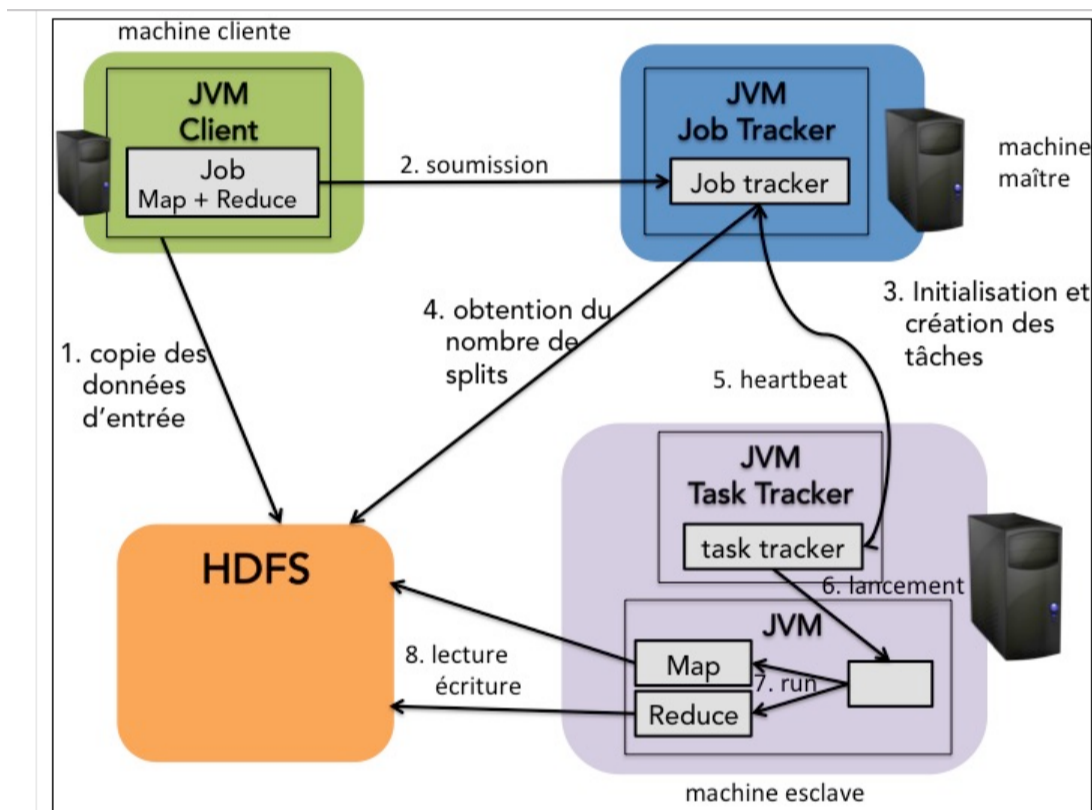 machine cliente
JVM
Client
Job
Map + Reduce
2. soumission
JVM
Job Tracker
Job tracker
machine
maître
1. copie des
données
d'entrée
4. obtention du
nombre de
splits
3. Initialisation et
création des
tâches
5. heartbeat
JVM
Task Tracker
task tracker
6. lancement
HDFS
JVM
Map
7. run
Reduce
8. lecture
écriture
machine esclave